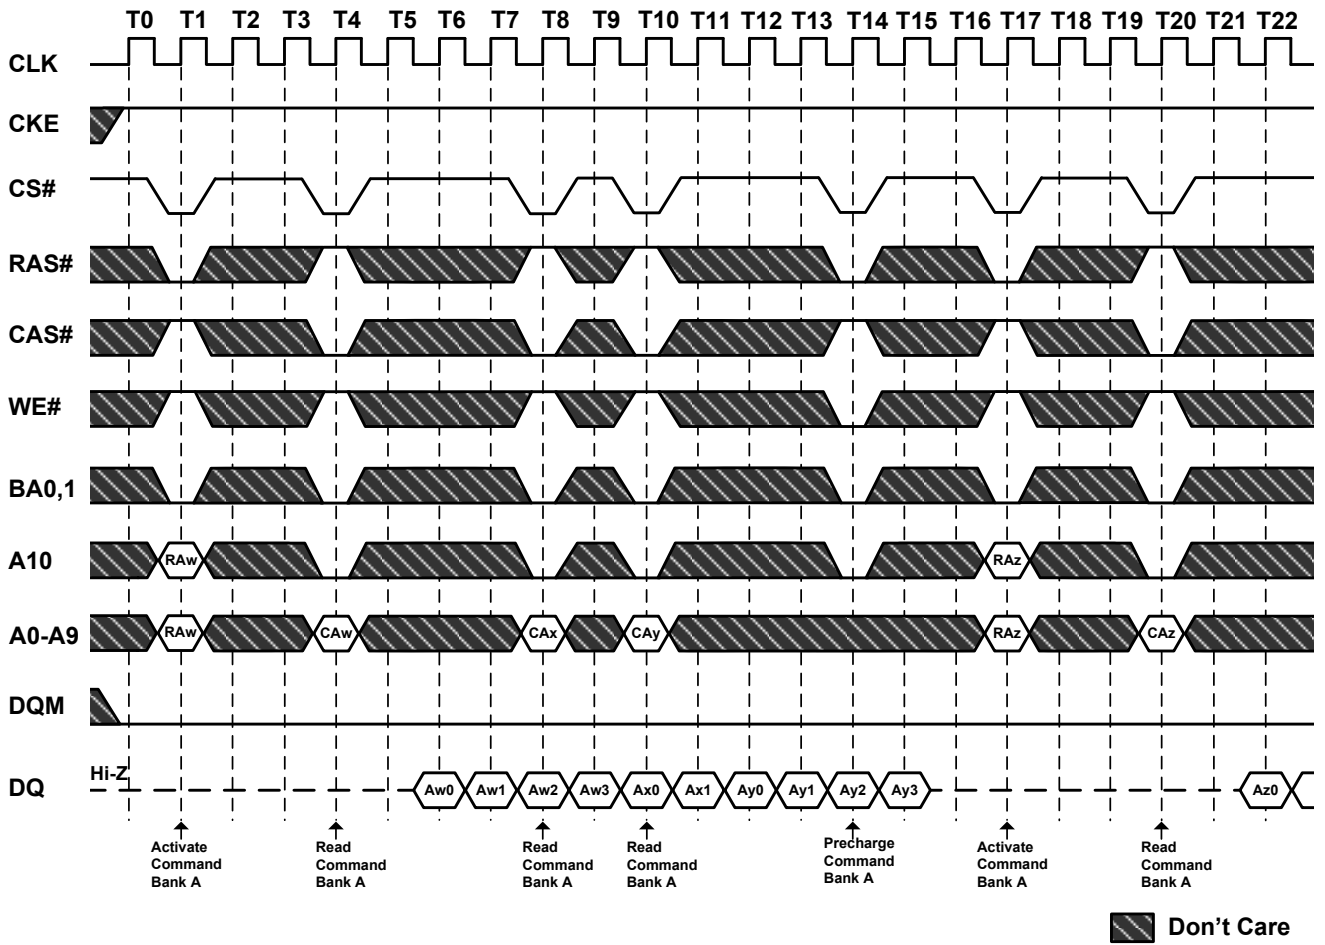 T0 T1 T2 T3 T4 T5 T6 T7 T8 T9 T10 T11 T12 T13 T14 T15 T16 T17 T18 T19 T20 T21 T22
CLK
CKE
CS#
RAS#
CAS#
WE#
BA0,1
A10 RAw RAz
A0-A9 RAw CAw CAx CAy RAz CAz
DQM
Hi-Z
DQ Aw0 Aw1 Aw2 Aw3 Ax0 Ax1 Ay0 Ay1 Ay2 Ay3 Az0
Activate
Command
Bank A
Read
Command
Bank A
Read
Command
Bank A
Read
Command
Bank A
Precharge
Command
Bank A
Activate
Command
Bank A
Read
Command
Bank A
Don't Care